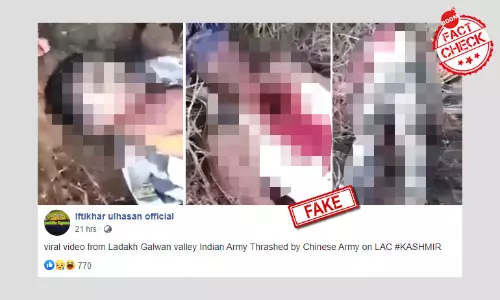 BOOM
FACT
CHECK
FAKE
Iftikhar ulhasan official
21 hrs ·
viral video from Ladakh Galwan valley Indian Army Thrashed by Chinese Army on LAC #KASHMIR
770